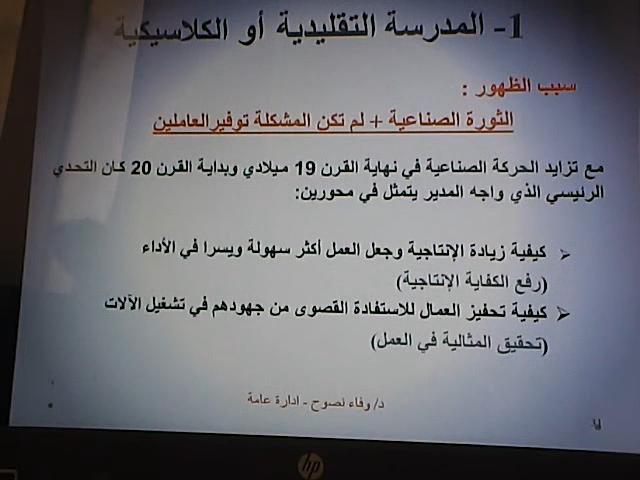 1- المدرسة التقليدية أو الكلاسيكية
سبب الظهور :
الثورة الصناعية + لم تكن المشكلة توفيرالعاملين
مع تزايد الحركة الصناعية في نهاية القرن 19 ميلادي وبداية القرن 20 كان التحدي
الرئيسي الذي واجه المدير يتمثل في محورين:
كيفية زيادة الإنتاجية وجعل العمل أكثر سهولة ويسرا في الأداء
(رفع الكفاية الإنتاجية)
كيفية تحفيز العمال للاستفادة القصوى من جهودهم في تشغيل الآلات
(تحقيق المثالية في العمل)
د/ وفاء نصوح - ادارة عامة
hp